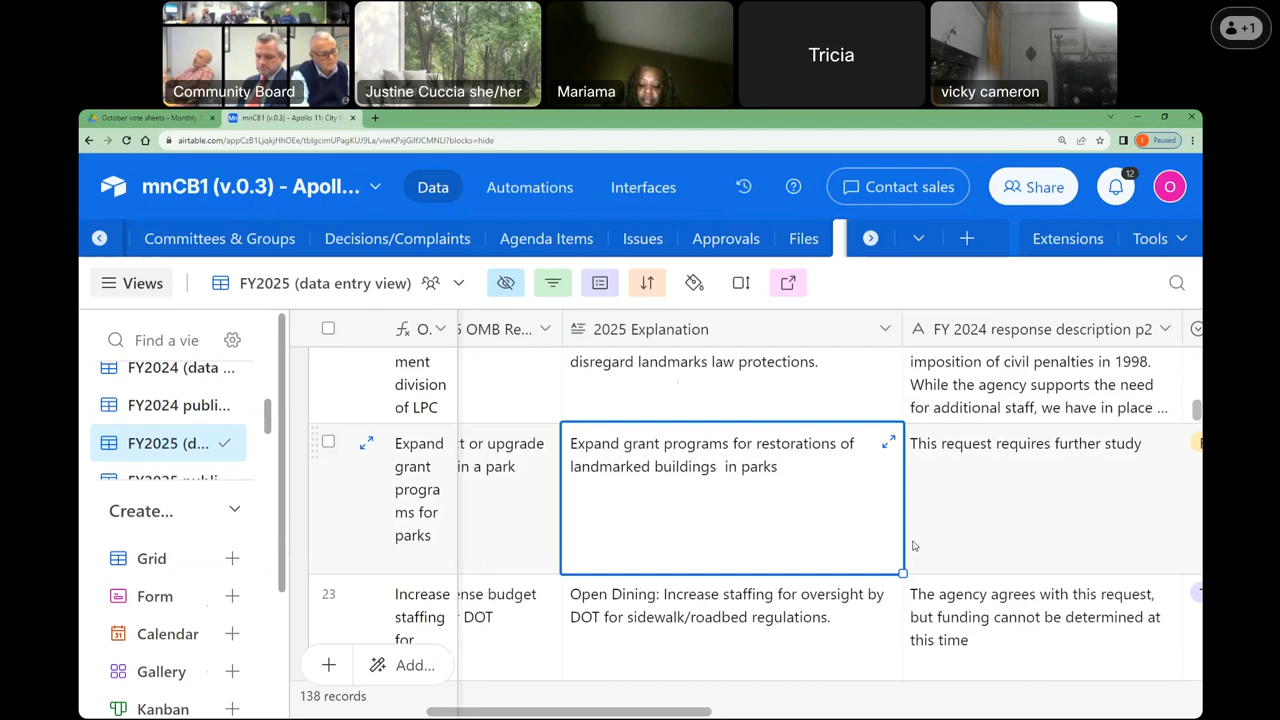 +1
Community Board
Justine Cuccia she/her
Mariama
Tricia
vicky cameron
October vote sheets - Monthly
mnCB1 (v.0.3) - Apollo 11: City
Paused
mnCB1 (v.0.3) - Apoll...
Data
Automations
Interfaces
Contact sales
Share
12
O
Committees & Groups
Decisions/Complaints
Agenda Items
Issues
Approvals
Files
Extensions
Tools
Views
FY2025 (data entry view)
Find a vie
FY2024 (data ...
FY2024 publi...
FY2025 (d...
Create...
Grid
Form
Calendar
Gallery
Kanban
O.
OMB Re...
2025 Explanation
FY 2024 response description p2
ment
division
of LPC
disregard landmarks law protections.
imposition of civil penalties in 1998.
While the agency supports the need
for additional staff, we have in place ...
Expand
grant
progra
ms for
parks
t or upgrade
in a park
Expand grant programs for restorations of
landmarked buildings in parks
This request requires further study
23
Increase
staffing
for
ense budget
DOT
Open Dining: Increase staffing for oversight by
DOT for sidewalk/roadbed regulations.
The agency agrees with this request,
but funding cannot be determined at
this time
Add...
138 records